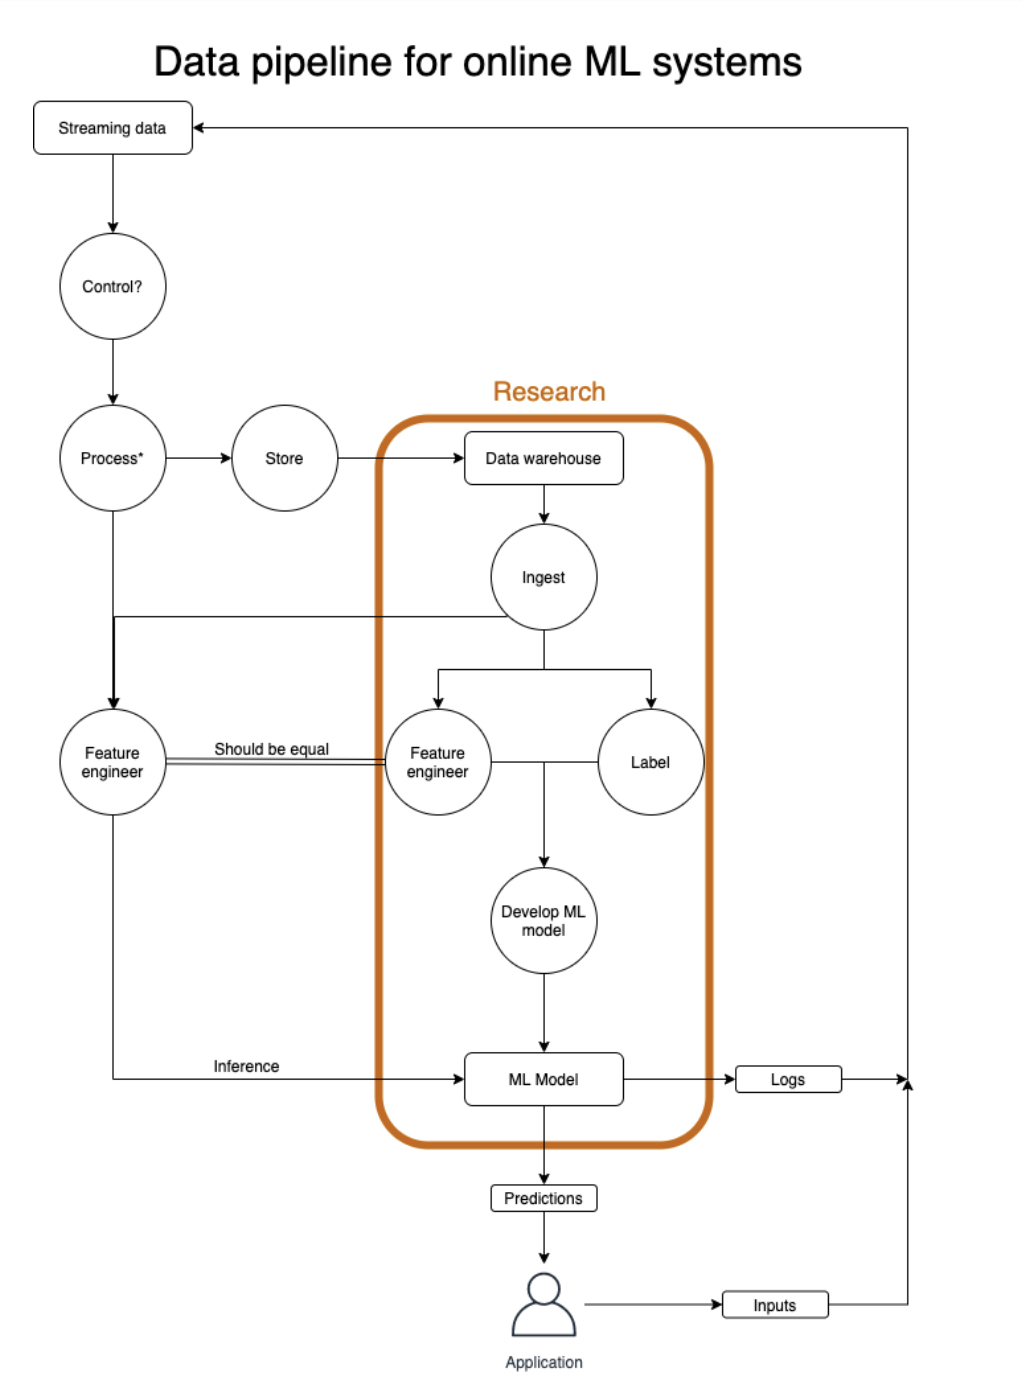 Data pipeline for online ML systems
Streaming data
Control?
Research
Process*
Store
Data warehouse
Ingest
Feature
engineer
Should be equal
Feature
engineer
Label
Develop ML
model
Inference
ML Model
Logs
Predictions
Inputs
Application